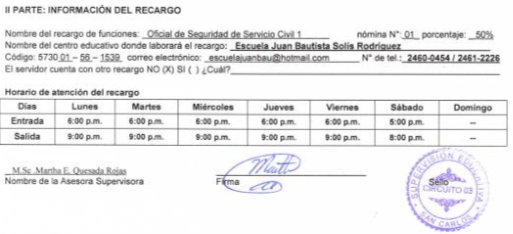 II PARTE: INFORMACIÓN DEL RECARGO
Nombre del recargo de funciones: Oficial de Seguridad de Servicio Civil 1 nómina N°: 01 porcentaje: 50%
Nombre del centro educativo donde laborará el recargo: Escuela Juan Bautista Solís Rodríguez
Código: 5730 01 – 56 – 1539 correo electrónico: escuelajuanbau@hotmail.com N° de tel.: 2460-0454 / 2461-2226
El servidor cuenta con otro recargo NO (X) SI ( ) ¿Cuál?
Horario de atención del recargo
Días Lunes Martes Miércoles Jueves Viernes Sábado Domingo
Entrada 6:00 p.m. 6:00 p.m. 6:00 p.m. 6:00 p.m. 6:00 p.m. 5:00 p.m. --
Salida 9:00 p.m. 9:00 p.m. 9:00 p.m. 9:00 p.m. 9:00 p.m. 8:00 p.m. --
M.Sc .Martha E. Quesada Rojas
Nombre de la Asesora Supervisora Firma Sello
SUPERVISIÓN EDUCATIVA
CIRCUITO 03
SAN CARLOS